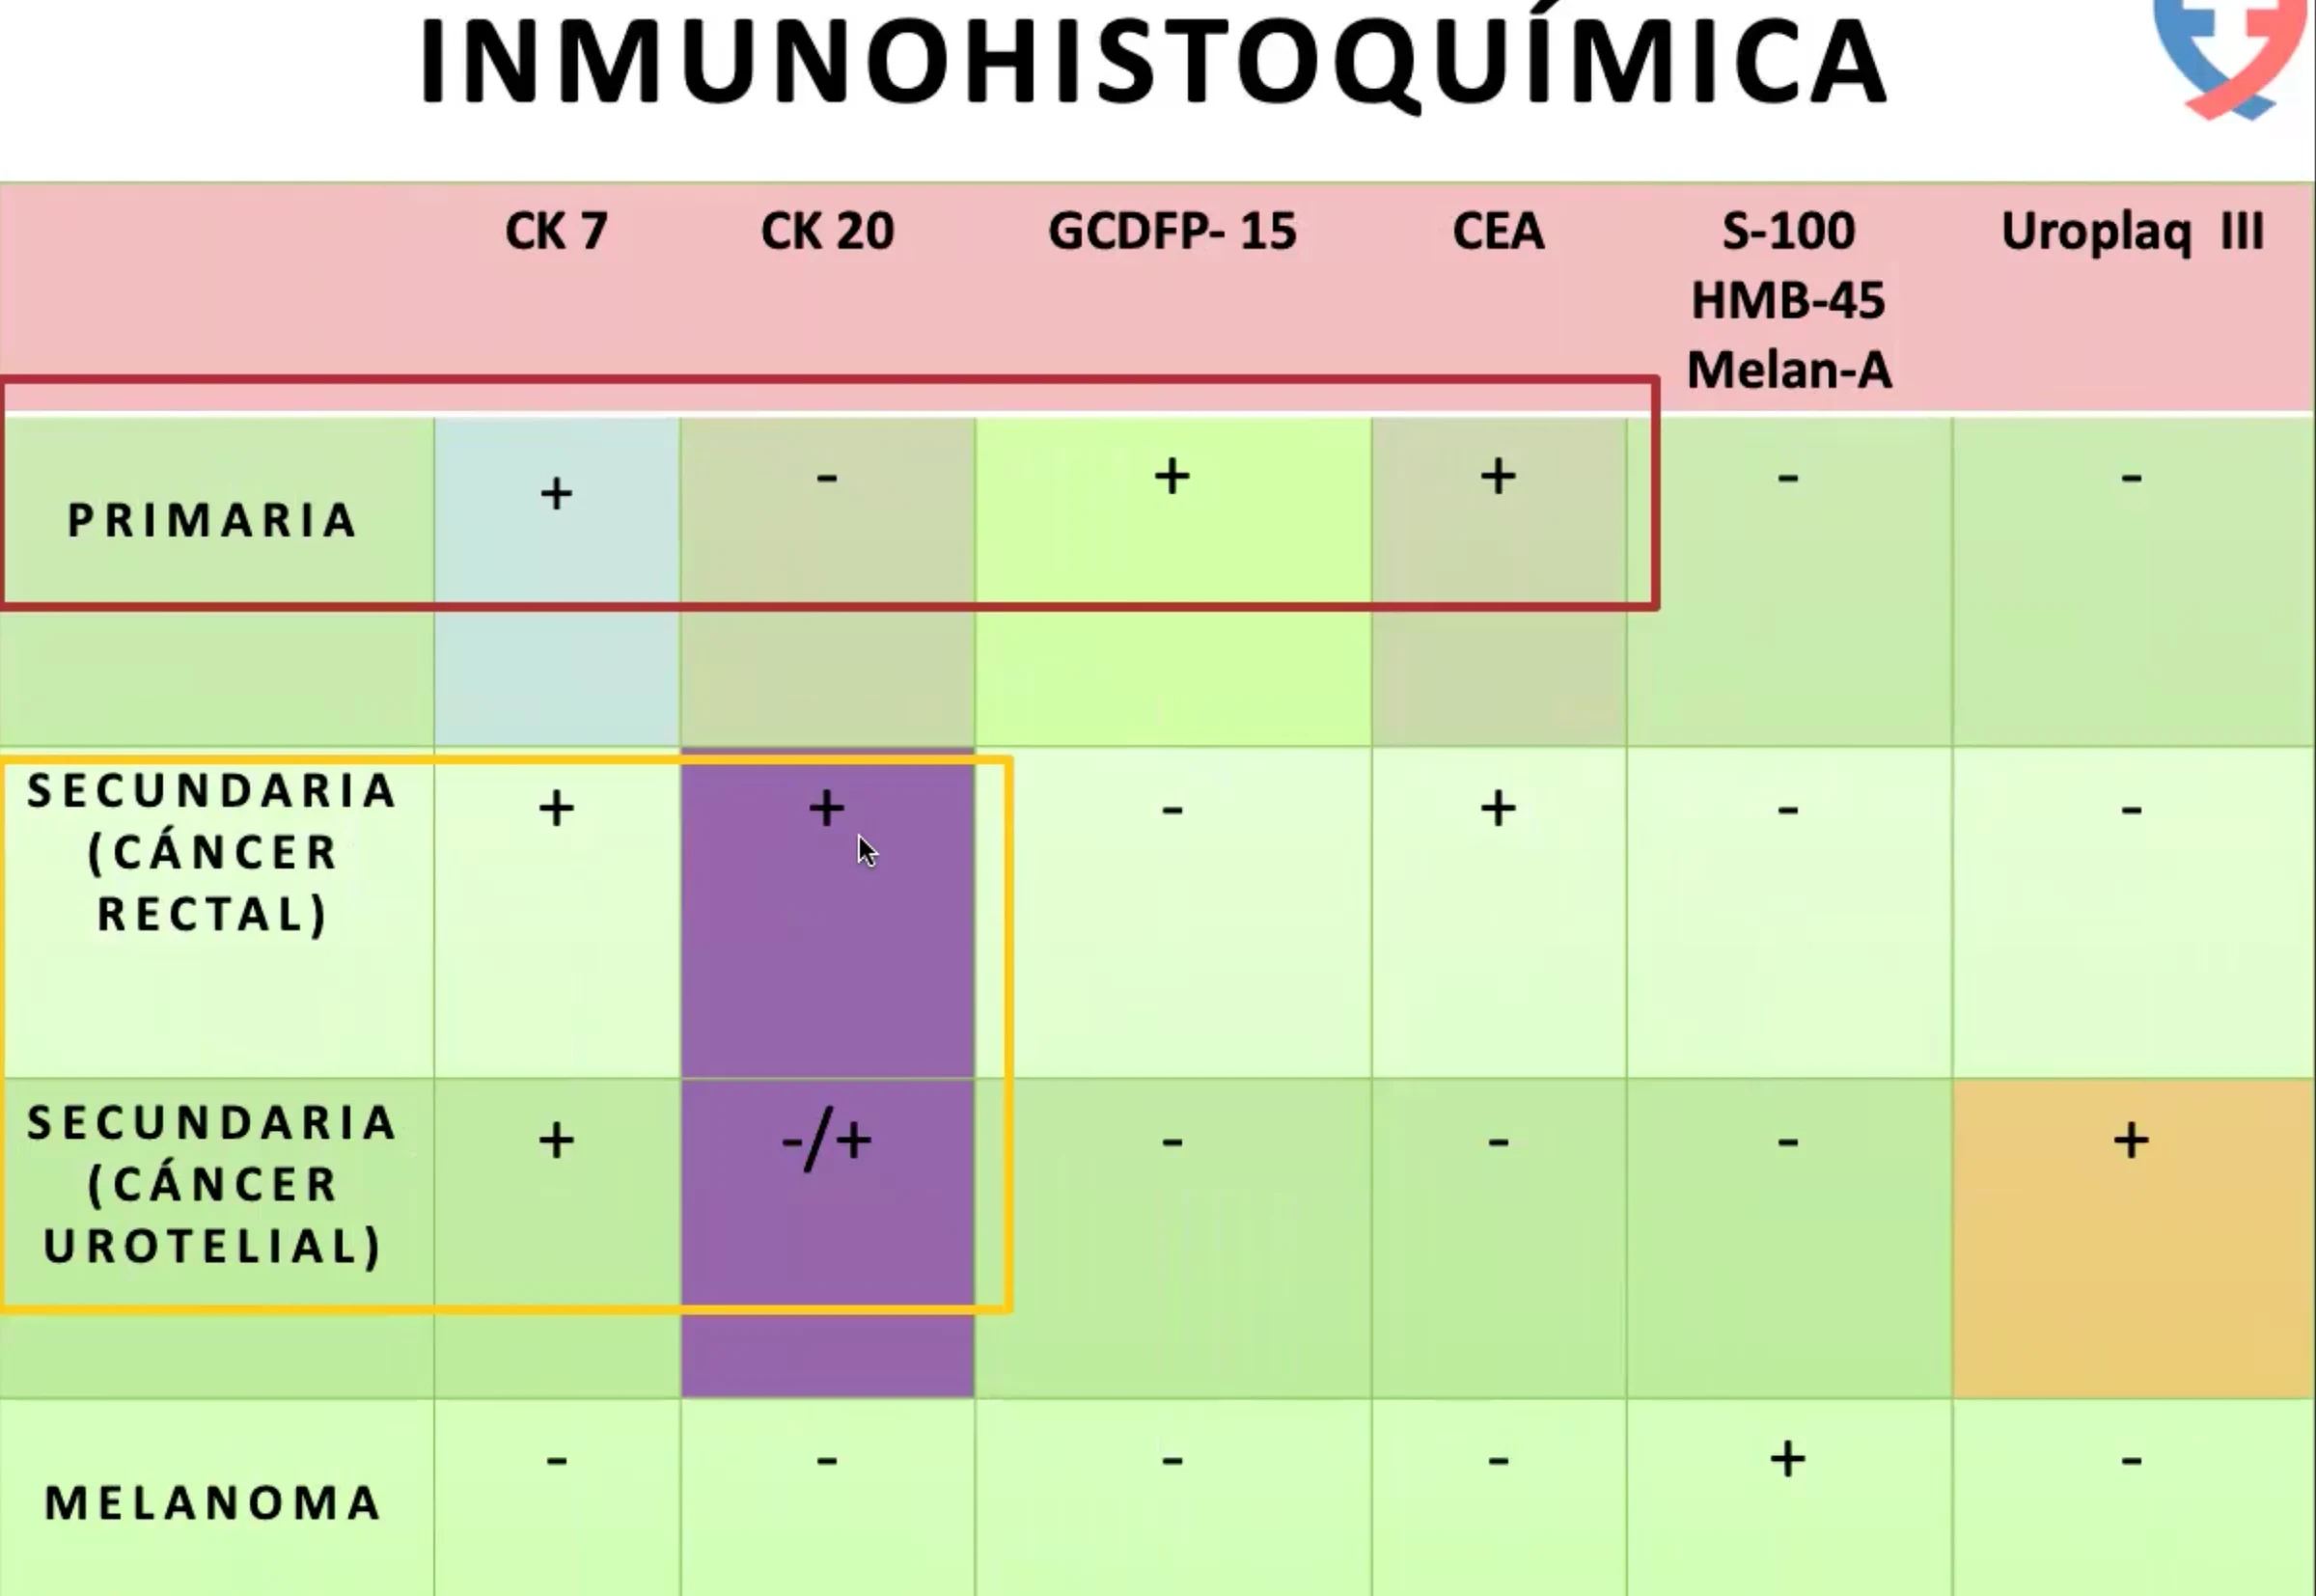 INMUNOHISTOQUÍMICA
CK 7 CK 20 GCDFP- 15 CEA S-100 Uroplaq III
HMB-45
Melan-A
PRIMARIA + - + + - -
SECUNDARIA + + - + - -
(CÁNCER
RECTAL)
SECUNDARIA + -/+ - - - +
(CÁNCER
UROTELIAL)
MELANOMA - - - - + -